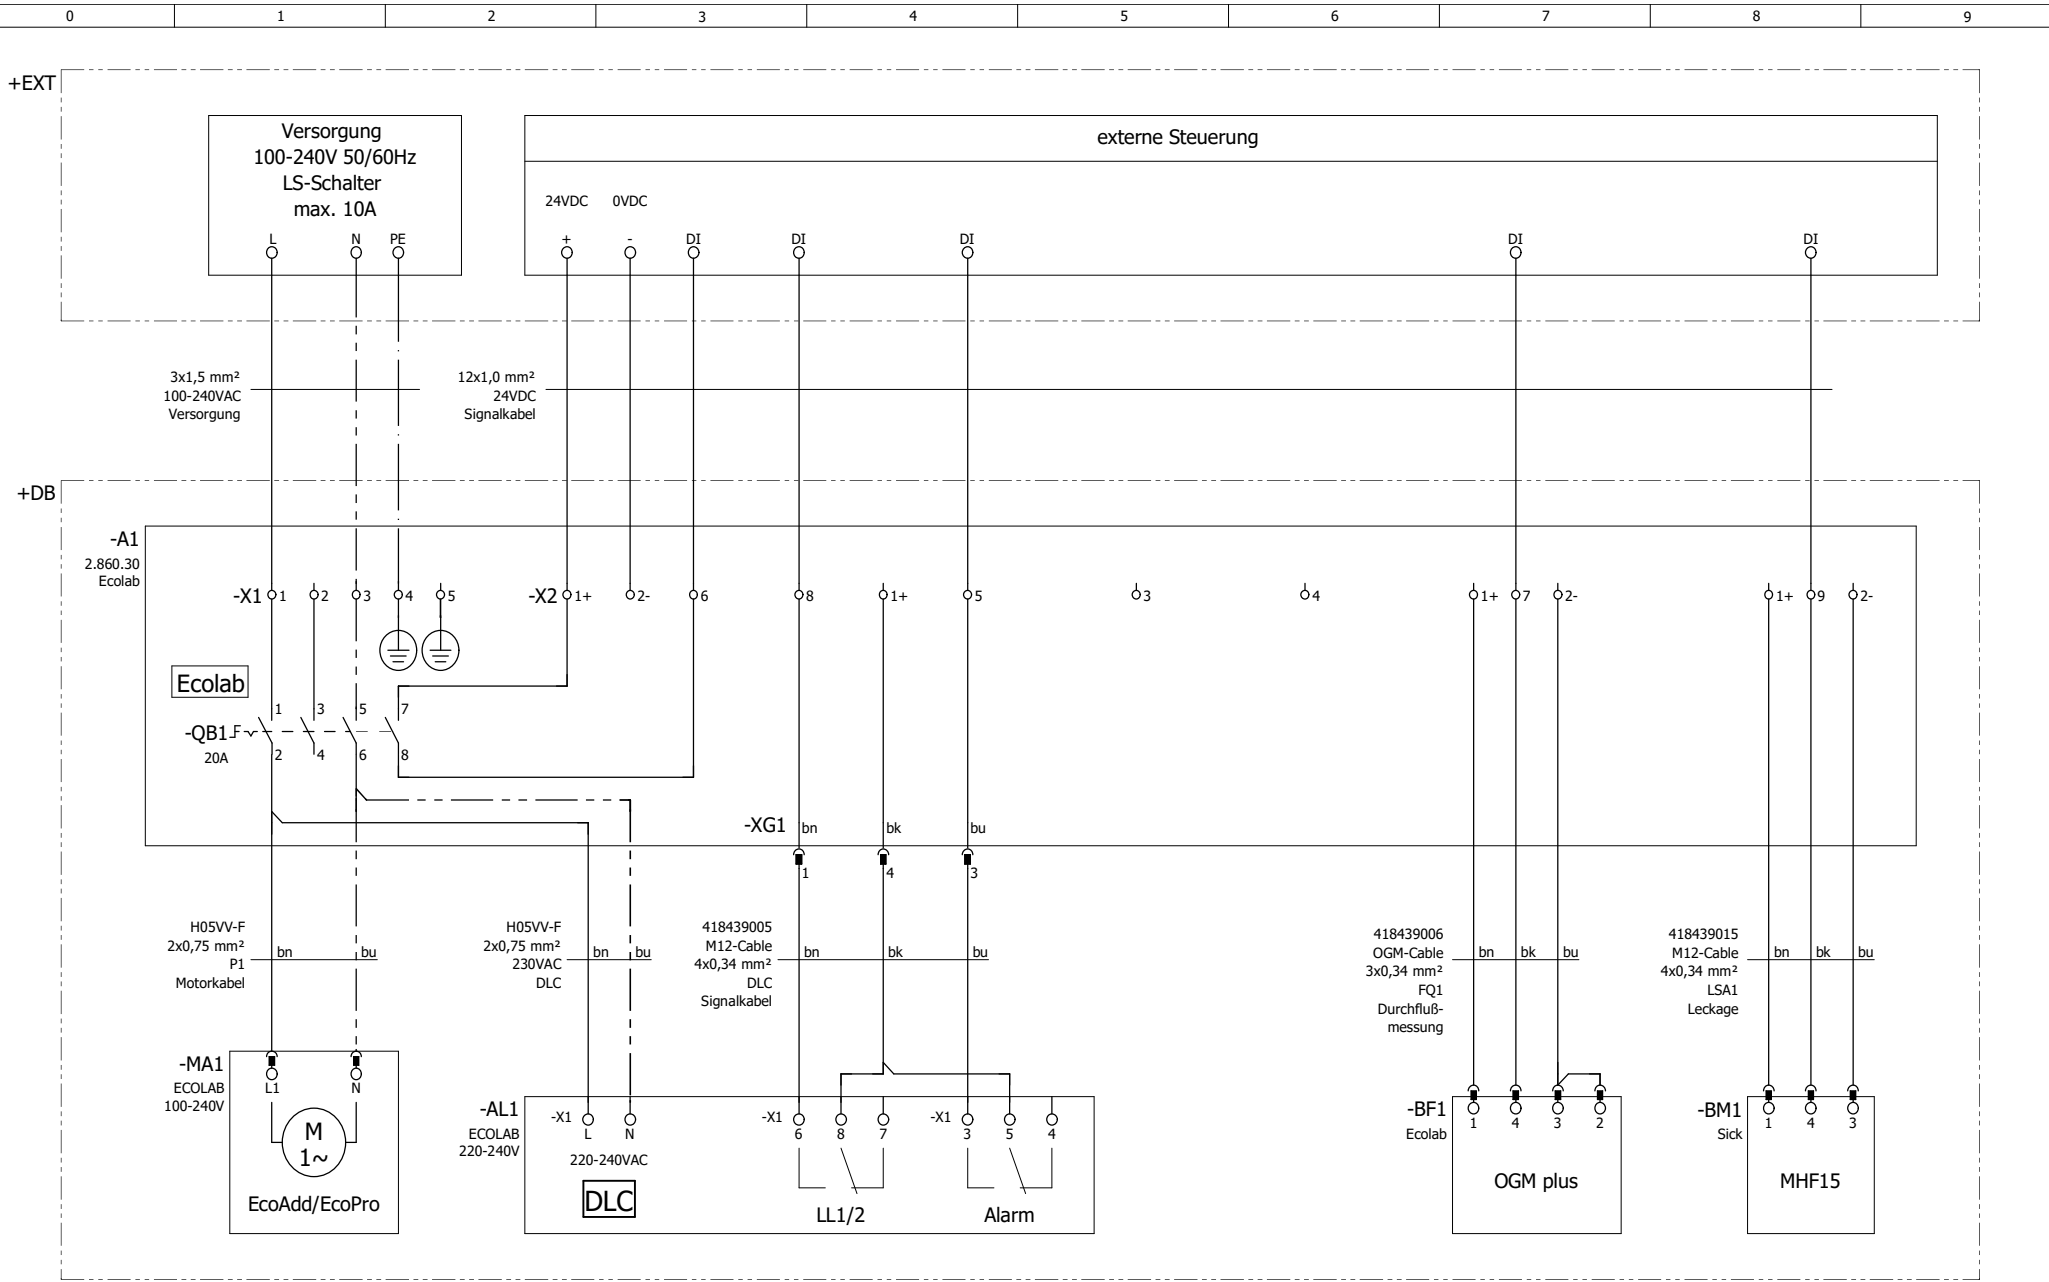 0 1 2 3 4 5 6 7 8 9
+EXT
Versorgung
100-240V 50/60Hz
LS-Schalter
max. 10A
L N PE
externe Steuerung
24VDC 0VDC
+ - DI DI DI DI DI
3x1,5 mm²
100-240VAC
Versorgung
12x1,0 mm²
24VDC
Signalkabel
+DB
-A1
2.860.30
Ecolab
-X1 1 2 3 4 5 -X2 1+ 2- 6 8 1+ 5 3 4 1+ 7 2- 1+ 9 2-
Ecolab
1 3 5 7
-QB1
20A
2 4 6 8
-XG1 bn bk bu
1 4 3
H05VV-F
2x0,75 mm²
P1
Motorkabel
bn bu
H05VV-F
2x0,75 mm²
230VAC
DLC
bn bu
418439005
M12-Cable
4x0,34 mm²
DLC
Signalkabel
bn bk bu
418439006
OGM-Cable
3x0,34 mm²
FQ1
Durchfluß-
messung
bn bk bu
418439015
M12-Cable
4x0,34 mm²
LSA1
Leckage
bn bk bu
-MA1
ECOLAB
100-240V
L1 N
M
1~
EcoAdd/EcoPro
-AL1
ECOLAB
220-240V
-X1 L N
220-240VAC
DLC
-X1 6 8 7
LL1/2
-X1 3 5 4
Alarm
-BF1
Ecolab
1 4 3 2
OGM plus
-BM1
Sick
1 4 3
MHF15